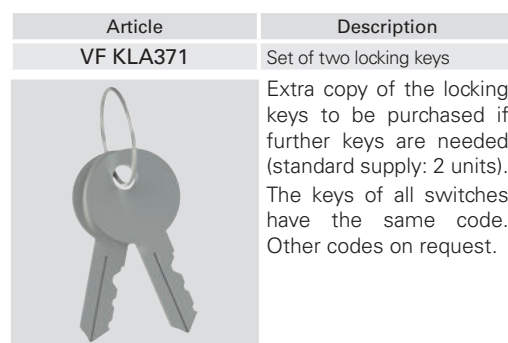 Article Description
VF KLA371 Set of two locking keys
Extra copy of the locking
keys to be purchased if
further keys are needed
(standard supply: 2 units).
The keys of all switches
have the same code.
Other codes on request.